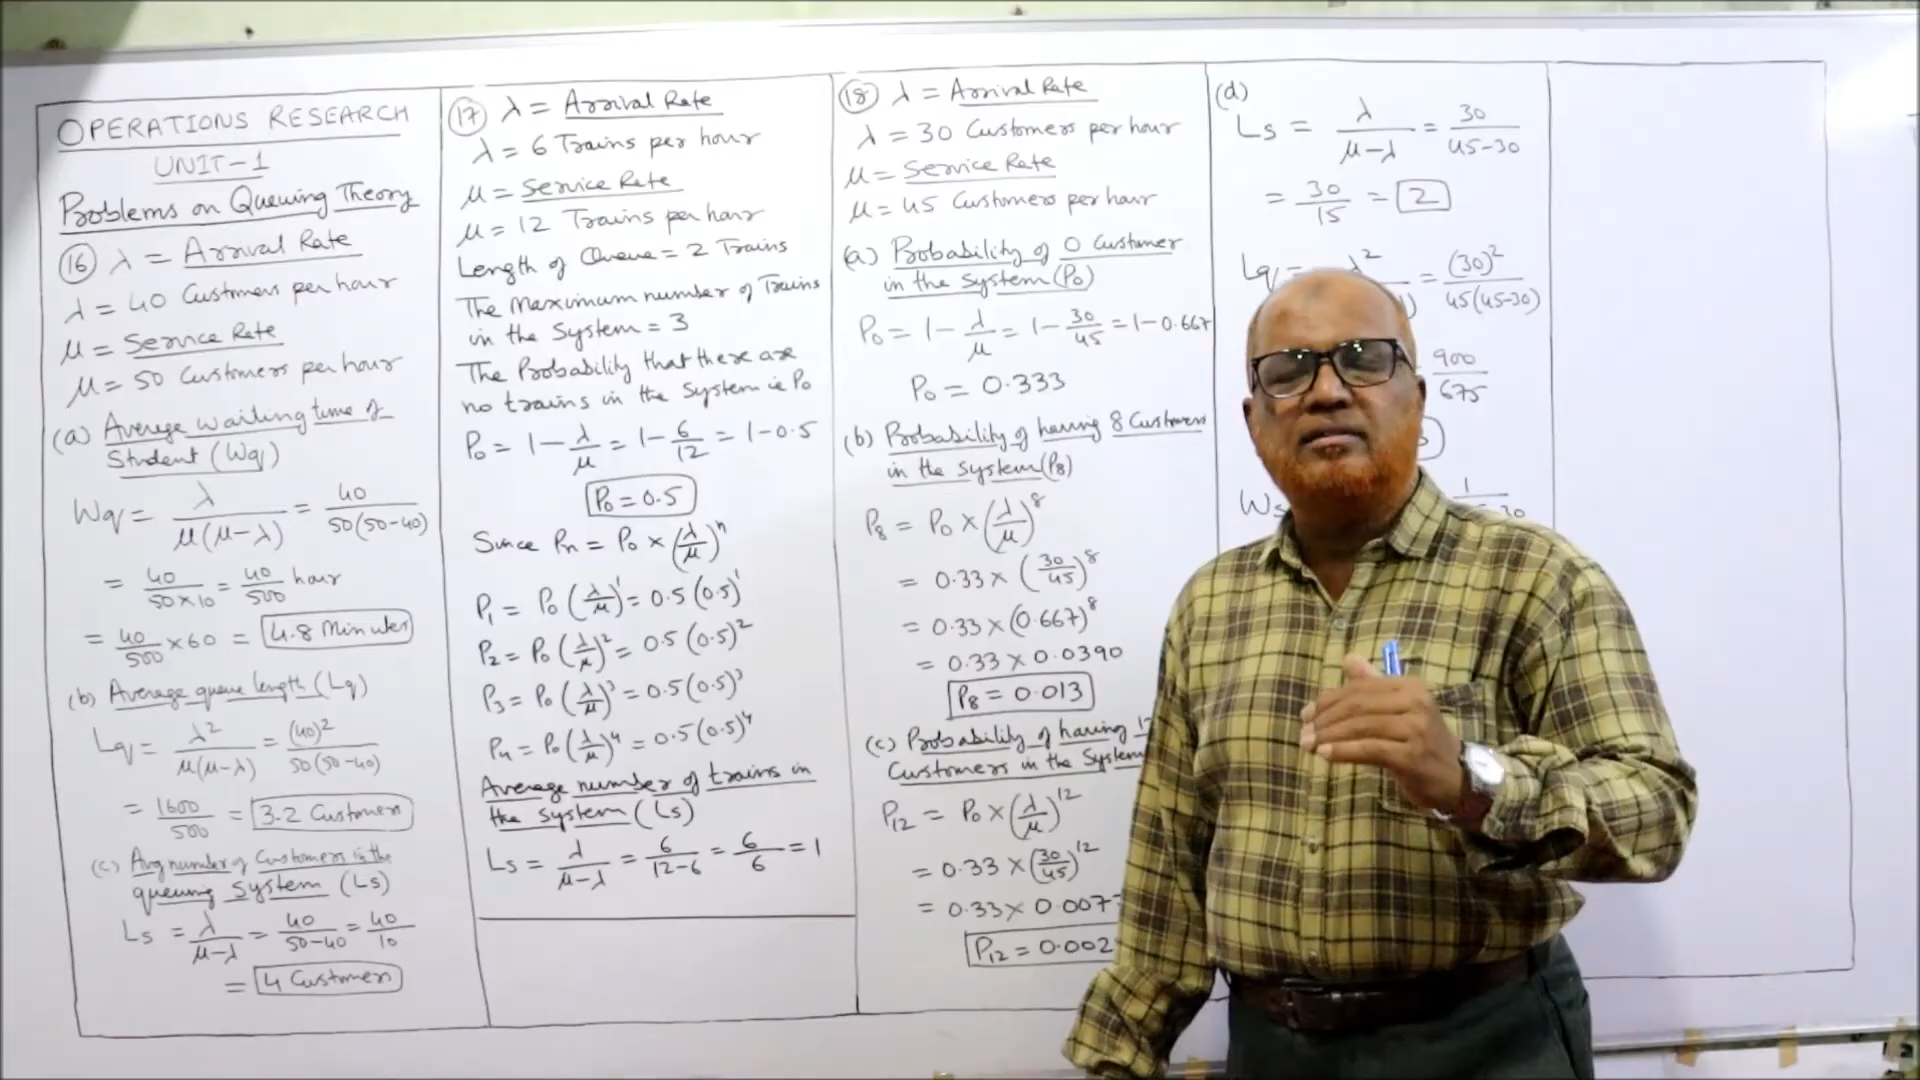 OPERATIONS RESEARCH
UNIT-1
Problems on Queuing Theory
(16) λ = Arrival Rate
λ = 40 Customers per hour
μ = Service Rate
μ = 50 Customers per hour
(a) Average waiting time of
Student (Wq)
Wq = λ/μ(μ-λ) = 40/50(50-40)
= 40/50×10 = 40/500 hour
= 40/500 × 60 = 4.8 Minutes
(b) Average queue length (Lq)
Lq = λ²/μ(μ-λ) = (40)²/50(50-40)
= 1600/500 = 3.2 Customers
(c) Avg number of Customers in the
queuing System (Ls)
Ls = λ/μ-λ = 40/50-40 = 40/10
= 4 Customers
(17) λ = Arrival Rate
λ = 6 Trains per hour
μ = Service Rate
μ = 12 Trains per hour
Length of Queue = 2 Trains
The Maximum number of Trains
in the System = 3
The Probability that there are
no trains in the System ie P0
P0 = 1 - λ/μ = 1 - 6/12 = 1 - 0.5
P0 = 0.5
Since Pn = P0 × (λ/μ)^n
P1 = P0 (λ/μ)¹ = 0.5 (0.5)¹
P2 = P0 (λ/μ)² = 0.5 (0.5)²
P3 = P0 (λ/μ)³ = 0.5 (0.5)³
P4 = P0 (λ/μ)⁴ = 0.5 (0.5)⁴
Average number of trains in
the System (Ls)
Ls = λ/μ-λ = 6/12-6 = 6/6 = 1
(18) λ = Arrival Rate
λ = 30 Customers per hour
μ = Service Rate
μ = 45 Customers per hour
(a) Probability of 0 Customer
in the System (P0)
P0 = 1 - λ/μ = 1 - 30/45 = 1 - 0.667
P0 = 0.333
(b) Probability of having 8 Customers
in the System (P8)
P8 = P0 × (λ/μ)⁸
= 0.33 × (30/45)⁸
= 0.33 × (0.667)⁸
= 0.33 × 0.0390
P8 = 0.013
(c) Probability of having
Customers in the System
P12 = P0 × (λ/μ)¹²
= 0.33 × (30/45)¹²
= 0.33 × 0.0077
P12 = 0.002
(d)
Ls = λ/μ-λ = 30/45-30
= 30/15 = 2
Lq = λ² = (30)²/45(45-30)
900/675
Ws 1/30